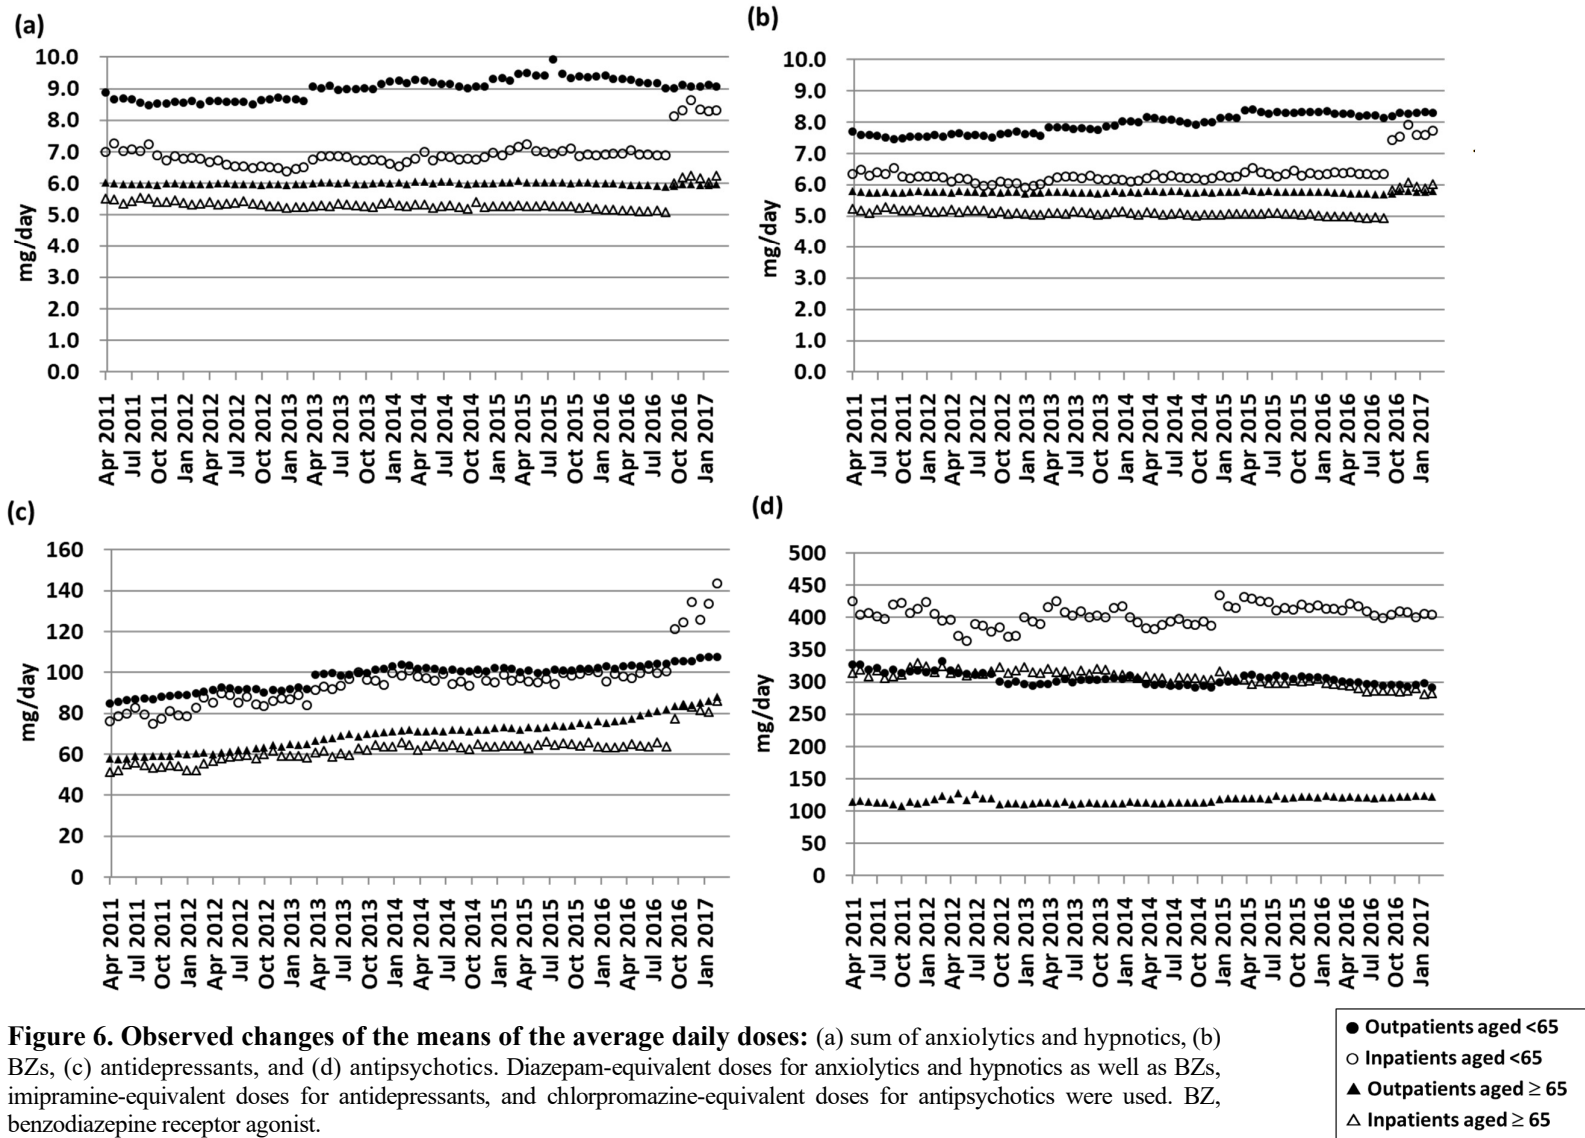 (a)
10.0
9.0
8.0
7.0
6.0
5.0
4.0
3.0
2.0
1.0
0.0
mg/day
Apr 2011
Jul 2011
Oct 2011
Jan 2012
Apr 2012
Jul 2012
Oct 2012
Jan 2013
Apr 2013
Jul 2013
Oct 2013
Jan 2014
Apr 2014
Jul 2014
Oct 2014
Jan 2015
Apr 2015
Jul 2015
Oct 2015
Jan 2016
Apr 2016
Jul 2016
Oct 2016
Jan 2017
(b)
10.0
9.0
8.0
7.0
6.0
5.0
4.0
3.0
2.0
1.0
0.0
mg/day
Apr 2011
Jul 2011
Oct 2011
Jan 2012
Apr 2012
Jul 2012
Oct 2012
Jan 2013
Apr 2013
Jul 2013
Oct 2013
Jan 2014
Apr 2014
Jul 2014
Oct 2014
Jan 2015
Apr 2015
Jul 2015
Oct 2015
Jan 2016
Apr 2016
Jul 2016
Oct 2016
Jan 2017
(c)
160
140
120
100
80
60
40
20
0
mg/day
Apr 2011
Jul 2011
Oct 2011
Jan 2012
Apr 2012
Jul 2012
Oct 2012
Jan 2013
Apr 2013
Jul 2013
Oct 2013
Jan 2014
Apr 2014
Jul 2014
Oct 2014
Jan 2015
Apr 2015
Jul 2015
Oct 2015
Jan 2016
Apr 2016
Jul 2016
Oct 2016
Jan 2017
(d)
500
450
400
350
300
250
200
150
100
50
0
mg/day
Apr 2011
Jul 2011
Oct 2011
Jan 2012
Apr 2012
Jul 2012
Oct 2012
Jan 2013
Apr 2013
Jul 2013
Oct 2013
Jan 2014
Apr 2014
Jul 2014
Oct 2014
Jan 2015
Apr 2015
Jul 2015
Oct 2015
Jan 2016
Apr 2016
Jul 2016
Oct 2016
Jan 2017
Figure 6. Observed changes of the means of the average daily doses: (a) sum of anxiolytics and hypnotics, (b)
BZs, (c) antidepressants, and (d) antipsychotics. Diazepam-equivalent doses for anxiolytics and hypnotics as well as BZs,
imipramine-equivalent doses for antidepressants, and chlorpromazine-equivalent doses for antipsychotics were used. BZ,
benzodiazepine receptor agonist.
Outpatients aged <65
Inpatients aged <65
Outpatients aged ≥ 65
Inpatients aged ≥ 65